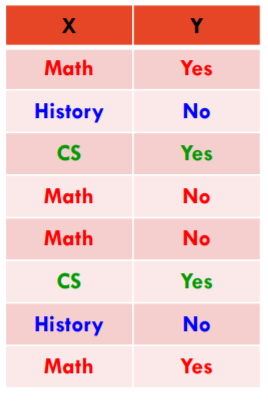 X Y
Math Yes
History No
CS Yes
Math No
Math No
CS Yes
History No
Math Yes